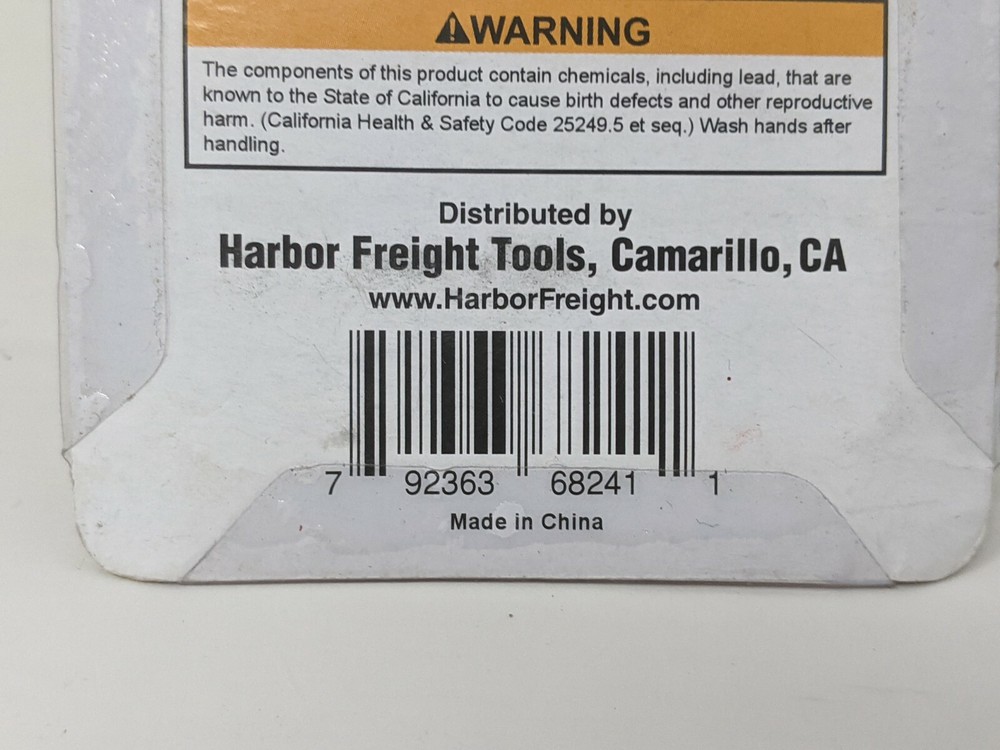 ⚠WARNING
The components of this product contain chemicals, including lead, that are
known to the State of California to cause birth defects and other reproductive
harm. (California Health & Safety Code 25249.5 et seq.) Wash hands after
handling.
Distributed by
Harbor Freight Tools, Camarillo, CA
www.HarborFreight.com
7 92363 68241 1
Made in China